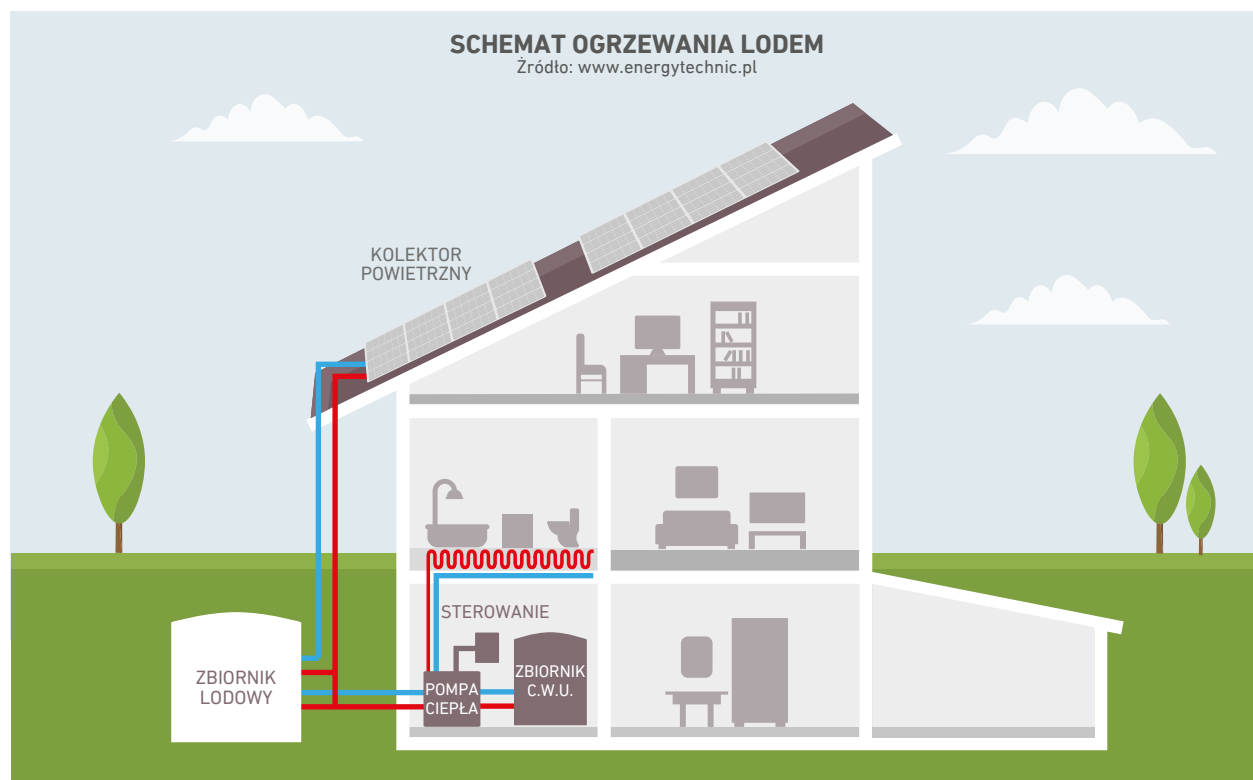 SCHEMAT OGRZEWANIA LODEM
Źródło: www.energytechnic.pl
KOLEKTOR
POWIETRZNY
STEROWANIE
ZBIORNIK
LODOWY
POMPA
CIEPŁA
ZBIORNIK
C.W.U.